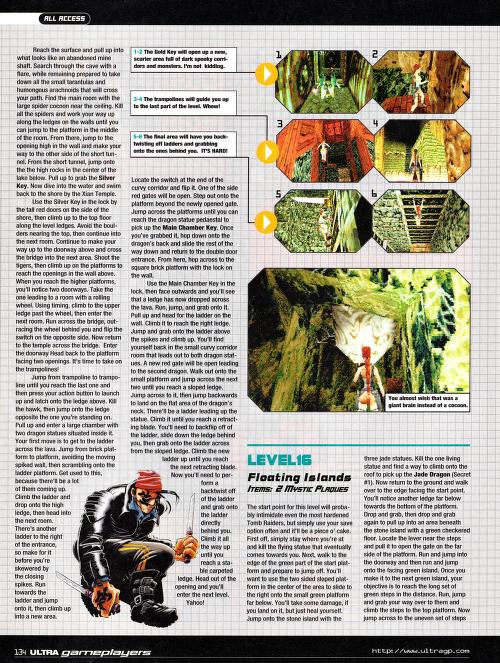 ALL ACCESS
Reach the surface and pull up into
what looks like an abandoned mine
shaft. Search through the cave with a
flare, while remaining prepared to take
down all the small tarantulas and
humongous arachnoids that will cross
your path. Find the main room with the
large spider cocoon near the ceiling. Kill
all the spiders and work your way up
along the ledges on the walls until you
can jump to the platform in the middle
of the room. From there, jump to the
opening high in the wall and make your
way to the other side of the short tun-
nel. From the short tunnel, jump onto
the the high rocks in the center of the
lake below. Pull up to grab the Silver
Key. Now dive into the water and swim
back to the shore by the Xian Temple.
Use the Silver Key in the lock by
the tall red doors on the side of the
shore, then climb up to the top floor
along level ledges. Avoid the boul-
ders nearing the top, then continue into
the next room. Continue to make your
way up to the doorway above and cross
the bridge into the next area. Shoot the
tigers, then climb up on the platforms to
reach the openings in the wall above.
When you reach the higher platforms,
you'll notice two doorways. Take the
one leading to a room with a rolling
wheel. Using timing, climb to the upper
ledge past the wheel, then enter the
next room. Run across the bridge, out-
racing the wheel behind you and flip the
switch on the opposite side. Now return
to the temple across the bridge. Enter
the doorway Head back to the platform
facing two openings. It's time to take on
the trampolines!
Jump from trampoline to trampo-
line until you reach the last one and
then press your action button to launch
up and latch onto the ledge above. Kill
the hawk, then jump onto the ledge
opposite the one you're standing on.
Pull up and enter a large chamber with
two dragon statues situated inside it.
Your first move is to get to the ladder
across the lava. Jump from brick plat-
form to platform, avoiding the moving
spiked wall, then scrambling onto the
ladder platform. Get used to this,
because there'll be a lot
of them coming up.
Climb the ladder and
drop onto the high
ledge, then head into
the next room.
There's another
ladder to the right
of the entrance,
so make for it
before you're
skewered by
the closing
spikes. Run
towards the
ladder and jump
onto it, then climb up
into a new area.
1-2 The Gold Key will open up a new,
scarier area full of dark spooky corri-
dors and monsters. I'm not kidding.
3-4 The trampolines will guide you up
to the last part of the level. Whew!
5-6 The final area will have you back-
twisting off ladders and grabbing
onto the ones behind you. IT'S HARD!
Locate the switch at the end of the
curvy corridor and flip it. One of the side
red gates will be open. Step out onto the
platform beyond the newly opened gate.
Jump across the platforms until you can
reach the dragon statue pedaestal to
pick up the Main Chamber Key. Once
you've grabbed it, hop down onto the
dragon's back and slide the rest of the
way down and return to the double door
entrance. From here, hop across to the
square brick platform with the lock on
the wall.
Use the Main Chamber Key in the
lock, then face outwards and you'll see
that a ledge has now dropped across
the lava. Run, jump, and grab onto it.
Pull up and head for the ladder on the
wall. Climb it to reach the right ledge.
Jump and grab onto the ladder above
the spikes and climb up. You'll find
yourself back in the small curvy corridor
room that leads out to both dragon stat-
ues. A new red gate will be open leading
to the second dragon. Walk out onto the
small platform and jump across the next
two until you reach a sloped ledge.
Jump across to it, then jump backwards
to land on the flat area of the dragon's
neck. There'll be a ladder leading up the
statue. Climb it until you reach a retract-
ing blade. You'll need to backflip off of
the ladder, slide down the ledge behind
you, then grab onto the ladder across
from the sloped ledge. Climb the new
ladder up until you reach
the next retracting blade.
Now you'll need to per-
form a
backtwist off
of the ladder
and grab onto
the ladder
directly
behind you.
Climb it all
the way up
until you
reach a sta-
ble carpeted
ledge. Head out of the
opening and you'll
enter the next level.
Yahoo!
1
2
3
4
5
6
You almost wish that was a
giant brain instead of a cocoon.
LEVEL16
Floating Islands
ITEMS: 2 MYSTIC PLAQUES
The start point for this level will proba-
bly intimidate even the most hardened
Tomb Raiders, but simply use your save
option often and it'll be a piece of cake.
First off, simply stay where you're at
and kill the flying statue that eventually
comes towards you. Next, walk to the
edge of the green part of the start plat-
form and prepare to jump off. You'll
want to use the two sided sloped plat-
form in the center of the area to slide to
the right onto the small green platform
far below. You'll take some damage, if
you land on it, but just heal yourself.
Jump onto the stone island with the
three jade statues. Kill the one living
statue and find a way to climb onto the
roof to pick up the Jade Dragon (Secret
#1). Now return to the ground and walk
over to the edge facing the start point.
You'll notice another ledge far below
towards the bottom of the platform.
Drop and grab, then drop and grab
again to pull up into an area beneath
the stone island with a green checkered
floor. Locate the lever near the steps
and pull it to open the gate on the far
side of the platform. Run and jump into
the doorway and then run and jump
onto the facing green island. Once you
make it to the next green island, your
objective is to reach the long set of
green steps in the distance. Run, jump
and grab your way over to them and
climb the steps to the platform. Now
jump across to the uneven set of steps
134 ULTRA gameplayers
http://www.ultragp.com